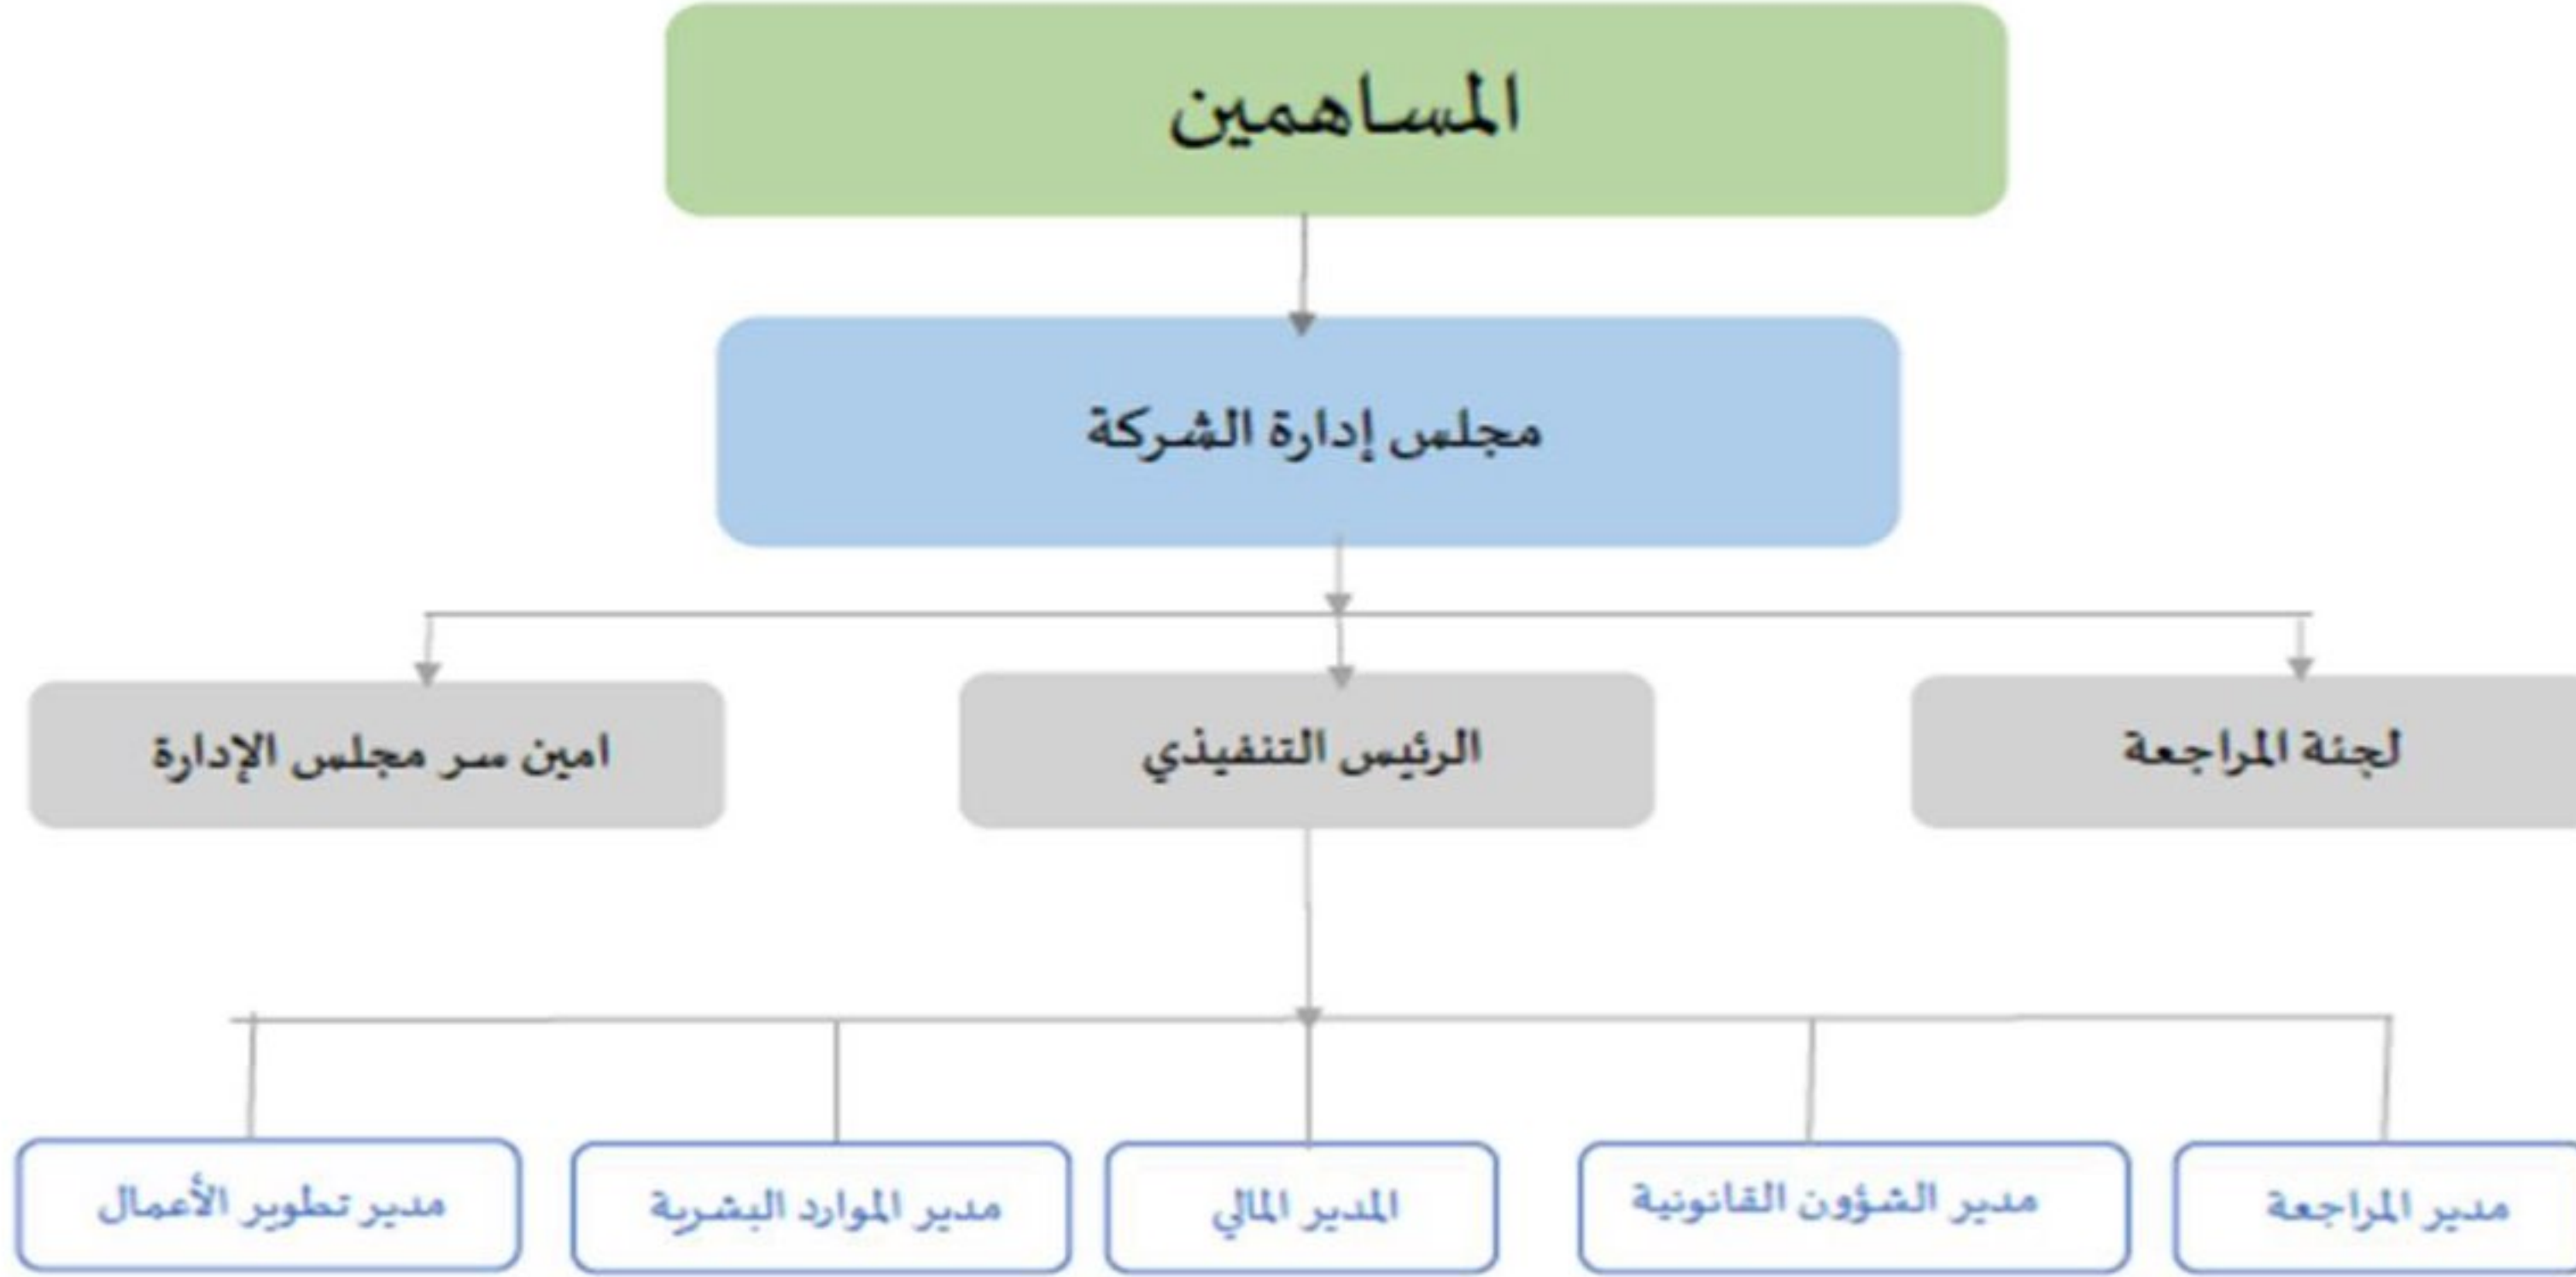 المساهمين
مجلس إدارة الشركة
لجنة المراجعة
الرئيس التنفيذي
امين سر مجلس الإدارة
مدير المراجعة
مدير الشؤون القانونية
المدير المالي
مدير الموارد البشرية
مدير تطوير الأعمال